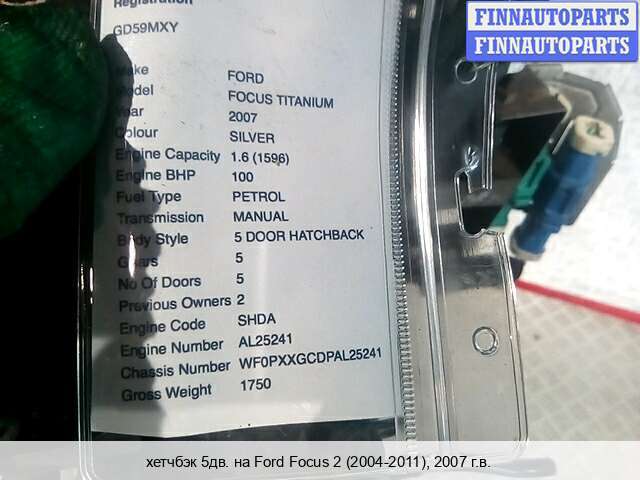 FINNAUTOPARTS
FINNAUTOPARTS
Registration
GD59MXY
Make FORD
Model FOCUS TITANIUM
Year 2007
Colour SILVER
Engine Capacity 1.6 (1596)
Engine BHP 100
Fuel Type PETROL
Transmission MANUAL
Body Style 5 DOOR HATCHBACK
Gears 5
No Of Doors 5
Previous Owners 2
Engine Code SHDA
Engine Number AL25241
Chassis Number WF0PXXGCDPAL25241
Gross Weight 1750
хетчбэк 5дв. на Ford Focus 2 (2004-2011), 2007 г.в.